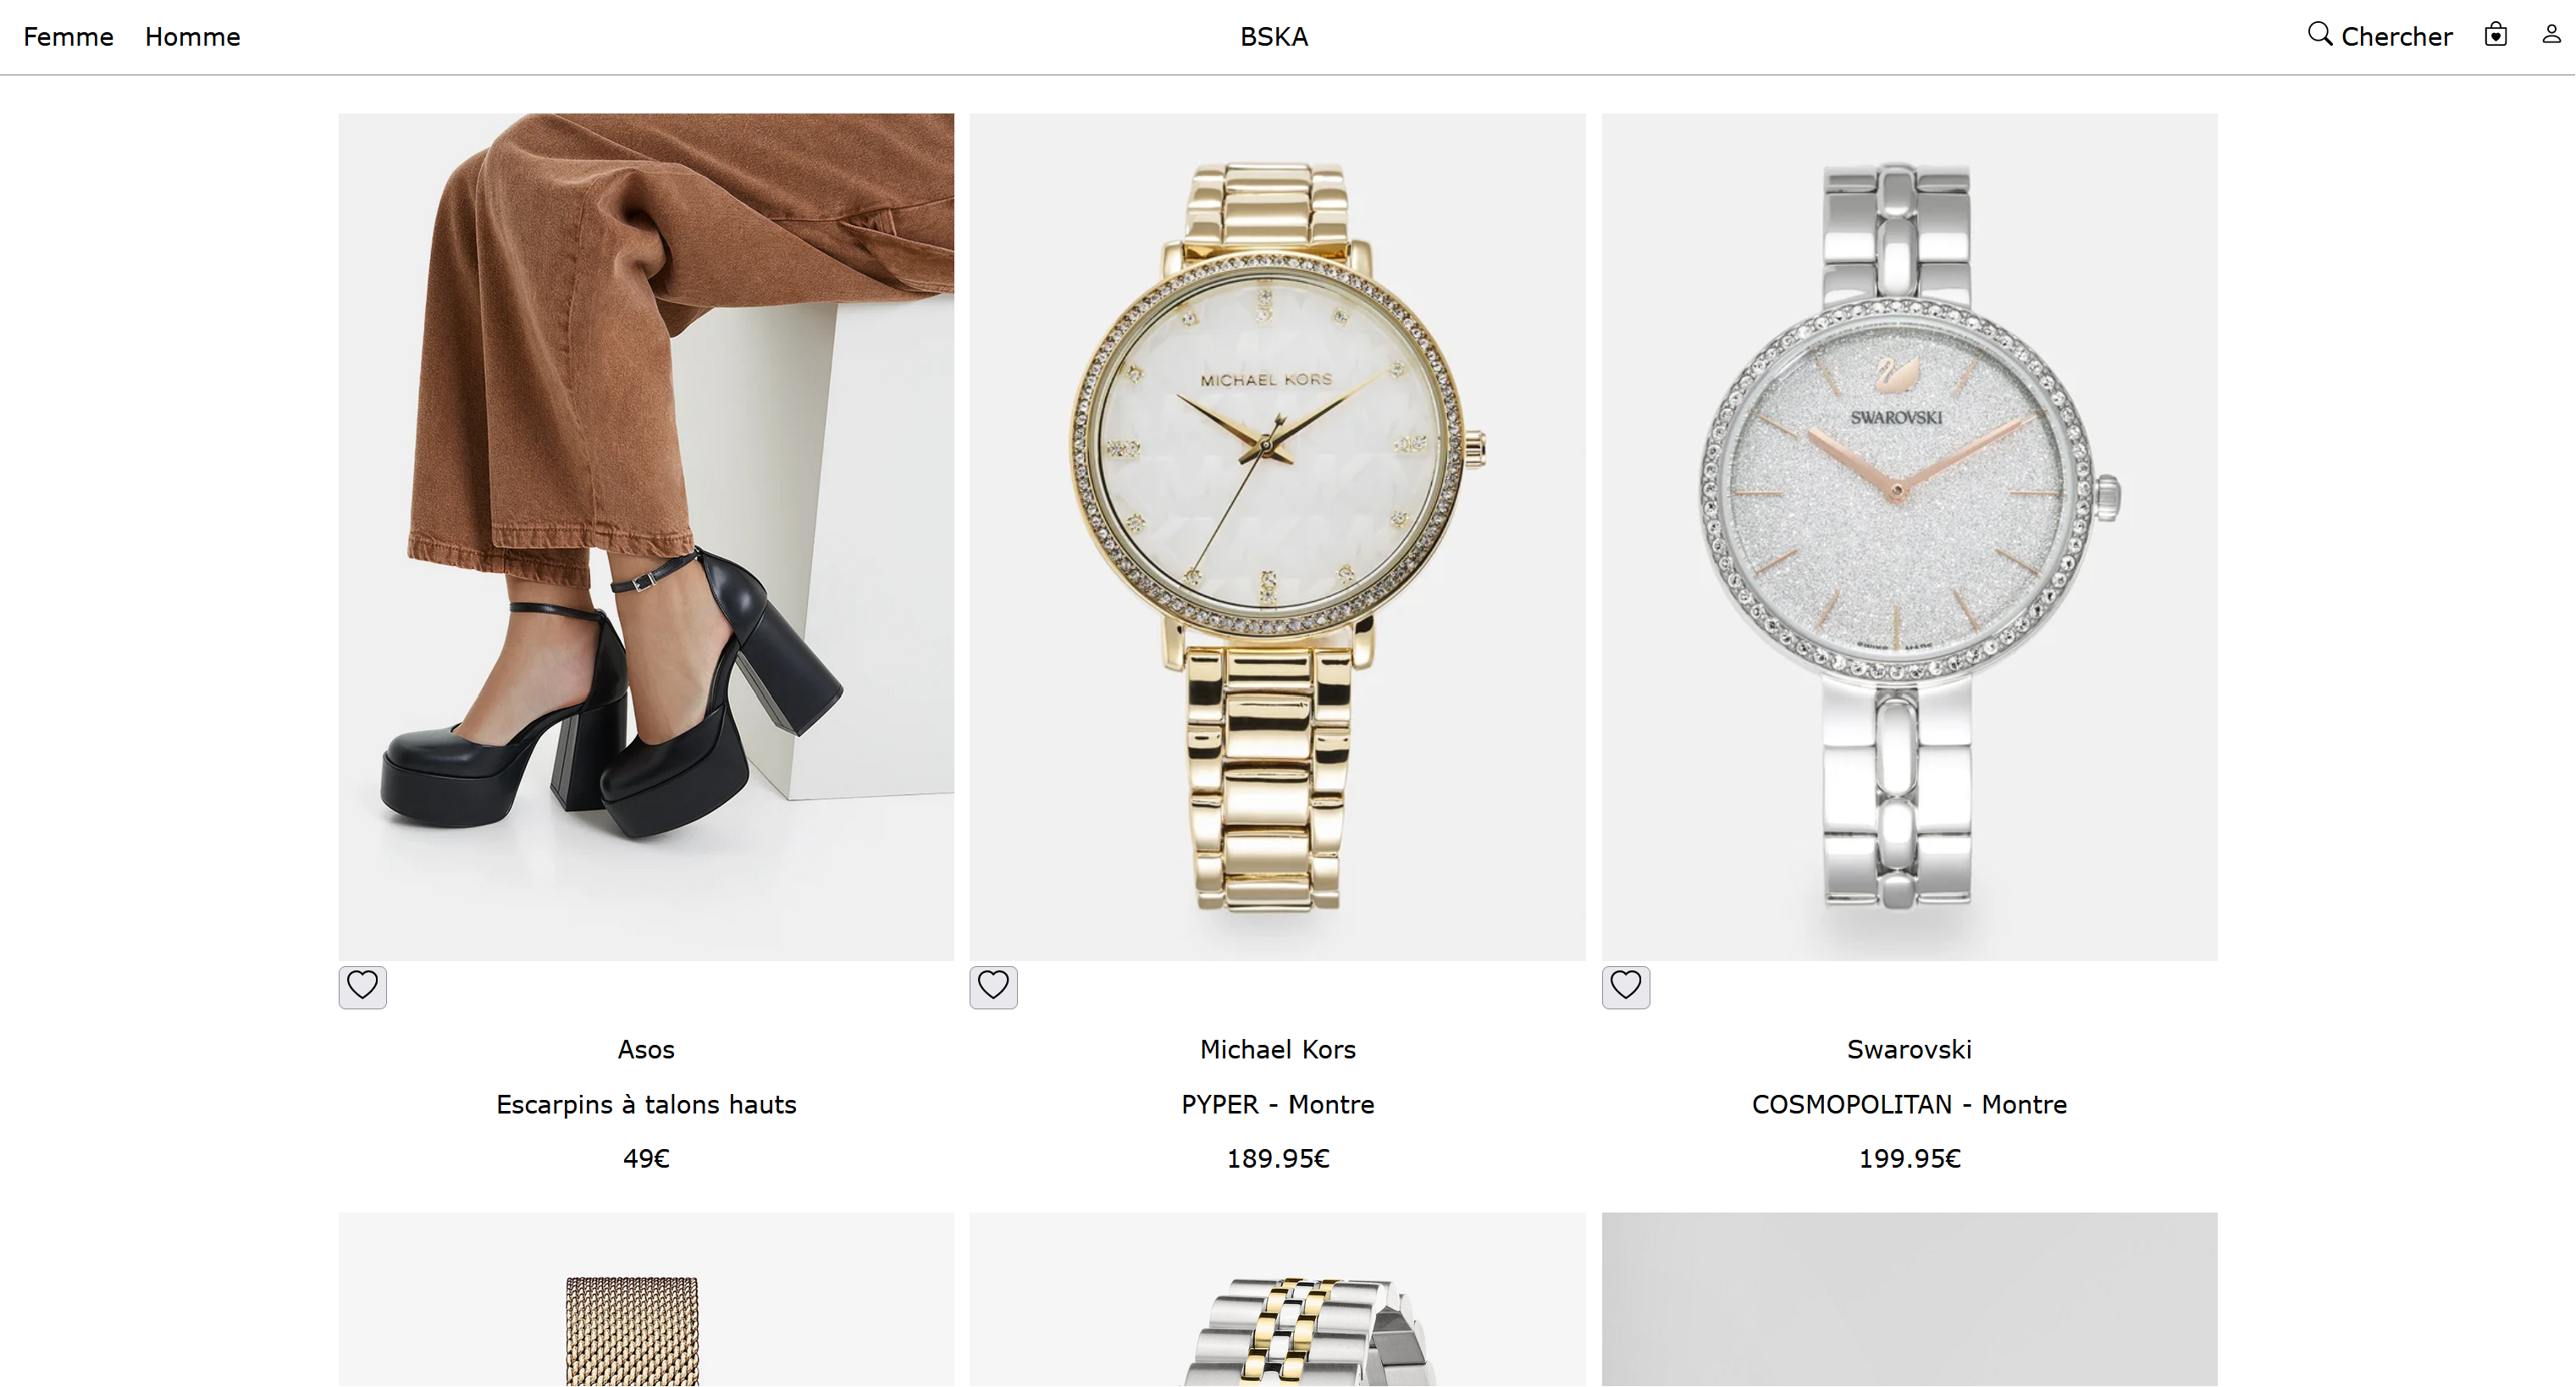 Femme Homme BSKA Chercher
MICHAEL KORS
SWAROVSKI
Asos
Escarpins à talons hauts
49€
Michael Kors
PYPER - Montre
189.95€
Swarovski
COSMOPOLITAN - Montre
199.95€